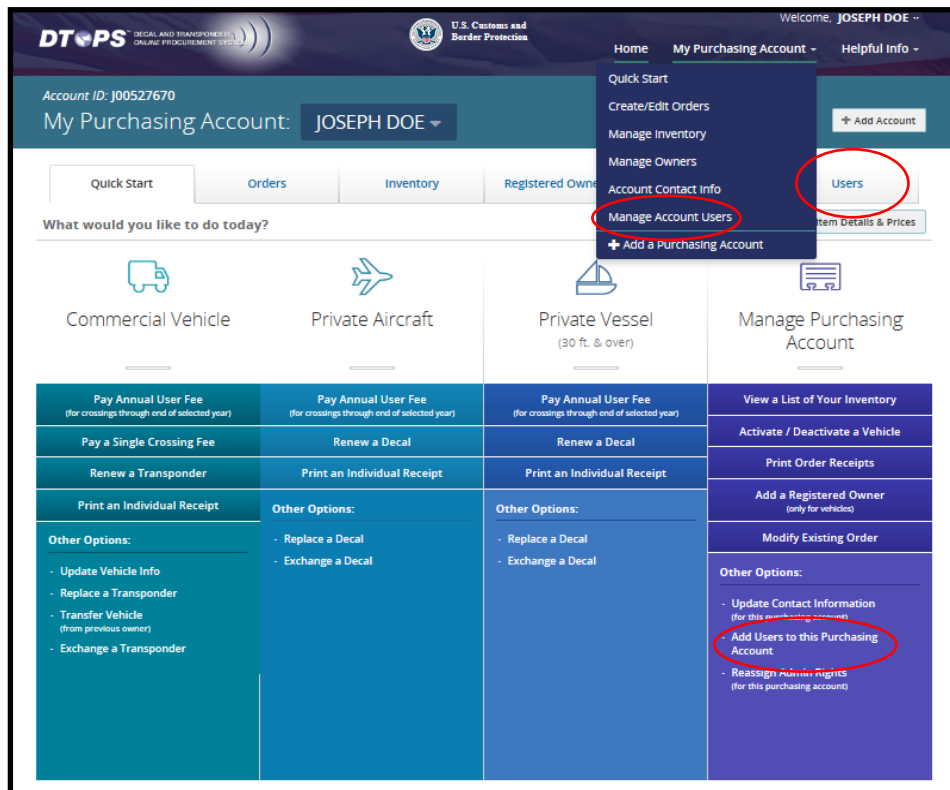 Welcome, JOSEPH DOE
DTOPS DECAL AND TRANSPONDER
ONLINE PROCUREMENT SYSTEM
U.S. Customs and
Border Protection
Home My Purchasing Account Helpful Info
Account ID: J00527670
My Purchasing Account: JOSEPH DOE
+ Add Account
Quick Start
Create/Edit Orders
Manage Inventory
Manage Owners
Account Contact Info
Manage Account Users
+ Add a Purchasing Account
Quick Start Orders Inventory Registered Owne Users
What would you like to do today?
Item Details & Prices
Commercial Vehicle
Pay Annual User Fee
(for crossings through end of selected year)
Pay a Single Crossing Fee
Renew a Transponder
Print an Individual Receipt
Other Options:
- Update Vehicle Info
- Replace a Transponder
- Transfer Vehicle
(from previous owner)
- Exchange a Transponder
Private Aircraft
Pay Annual User Fee
(for crossings through end of selected year)
Renew a Decal
Print an Individual Receipt
Other Options:
- Replace a Decal
- Exchange a Decal
Private Vessel
(30 ft. & over)
Pay Annual User Fee
(for crossings through end of selected year)
Renew a Decal
Print an Individual Receipt
Other Options:
- Replace a Decal
- Exchange a Decal
Manage Purchasing
Account
View a List of Your Inventory
Activate / Deactivate a Vehicle
Print Order Receipts
Add a Registered Owner
(only for vehicles)
Modify Existing Order
Other Options:
- Update Contact Information
(for this purchasing account)
- Add Users to this Purchasing
Account
- Reassign Admin Rights
(for this purchasing account)